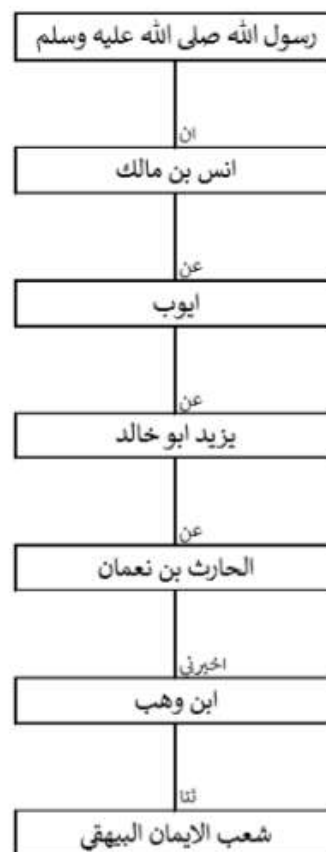 رسول الله صلى الله عليه وسلم
ان
انس بن مالك
عن
ايوب
عن
يزيد ابو خالد
عن
الحارث بن نعمان
اخبرني
ابن وهب
ثنا
شعب الايمان البيهقي